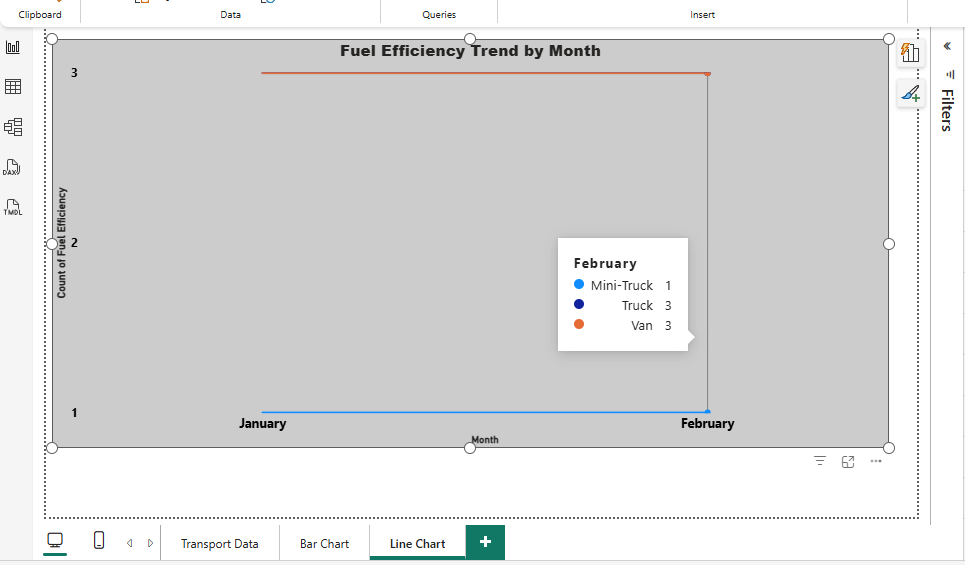 Clipboard
Data
Queries
Insert
Fuel Efficiency Trend by Month
3
2
1
Count of Fuel Efficiency
February
Mini-Truck 1
Truck 3
Van 3
January
February
Month
DAX
TMDL
Filters
Transport Data
Bar Chart
Line Chart